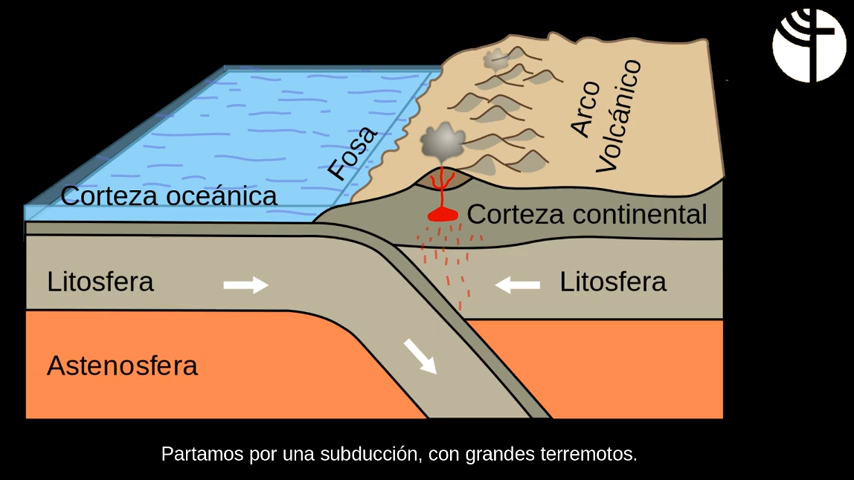 Arco
Volcánico
Fosa
Corteza oceánica
Corteza continental
Litosfera
Litosfera
Astenosfera
Partamos por una subducción, con grandes terremotos.